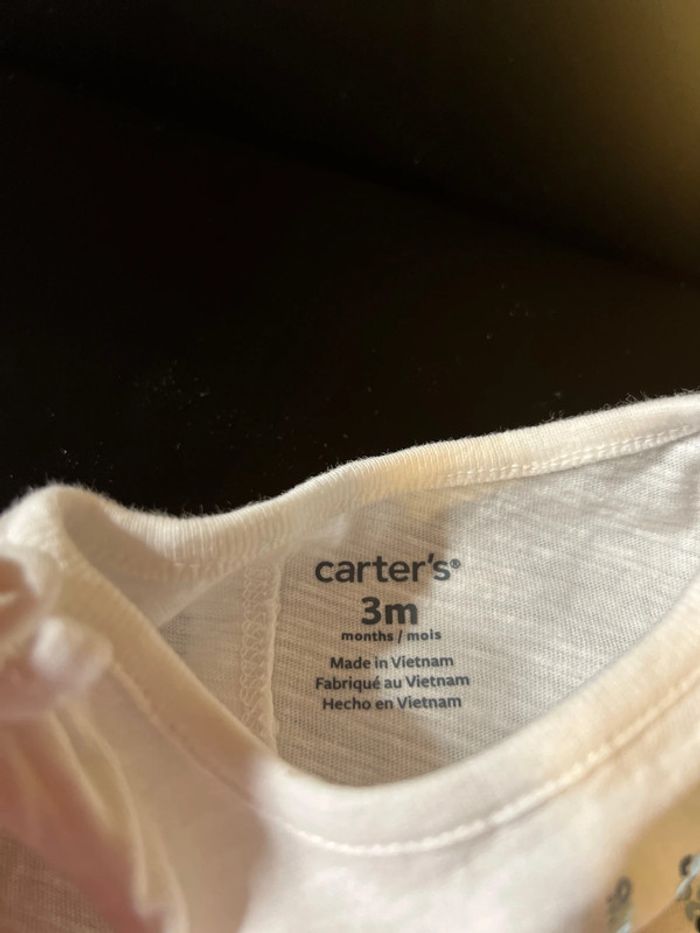 carter's®
3m
months / mois
Made in Vietnam
Fabriqué au Vietnam
Hecho en Vietnam